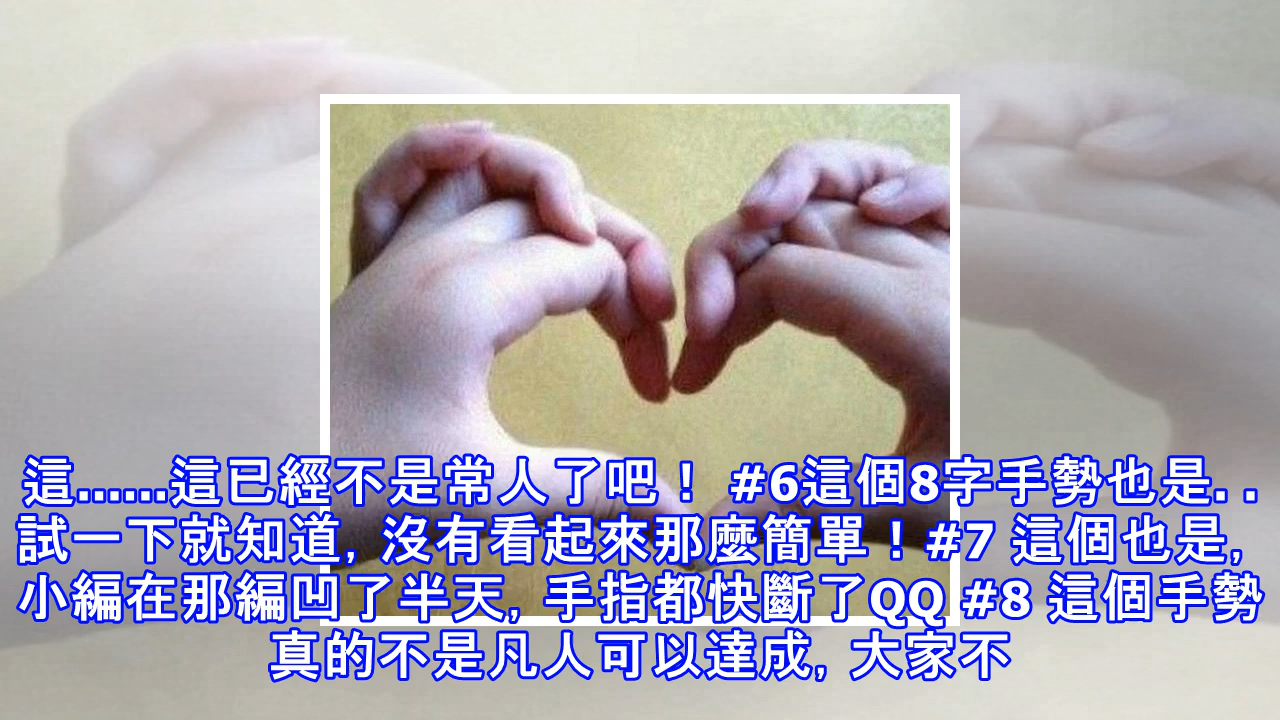 這......這已經不是常人了吧！ #6這個8字手勢也是. .
試一下就知道, 沒有看起來那麼簡單！#7 這個也是,
小編在那編凹了半天, 手指都快斷了QQ #8 這個手勢
真的不是凡人可以達成, 大家不